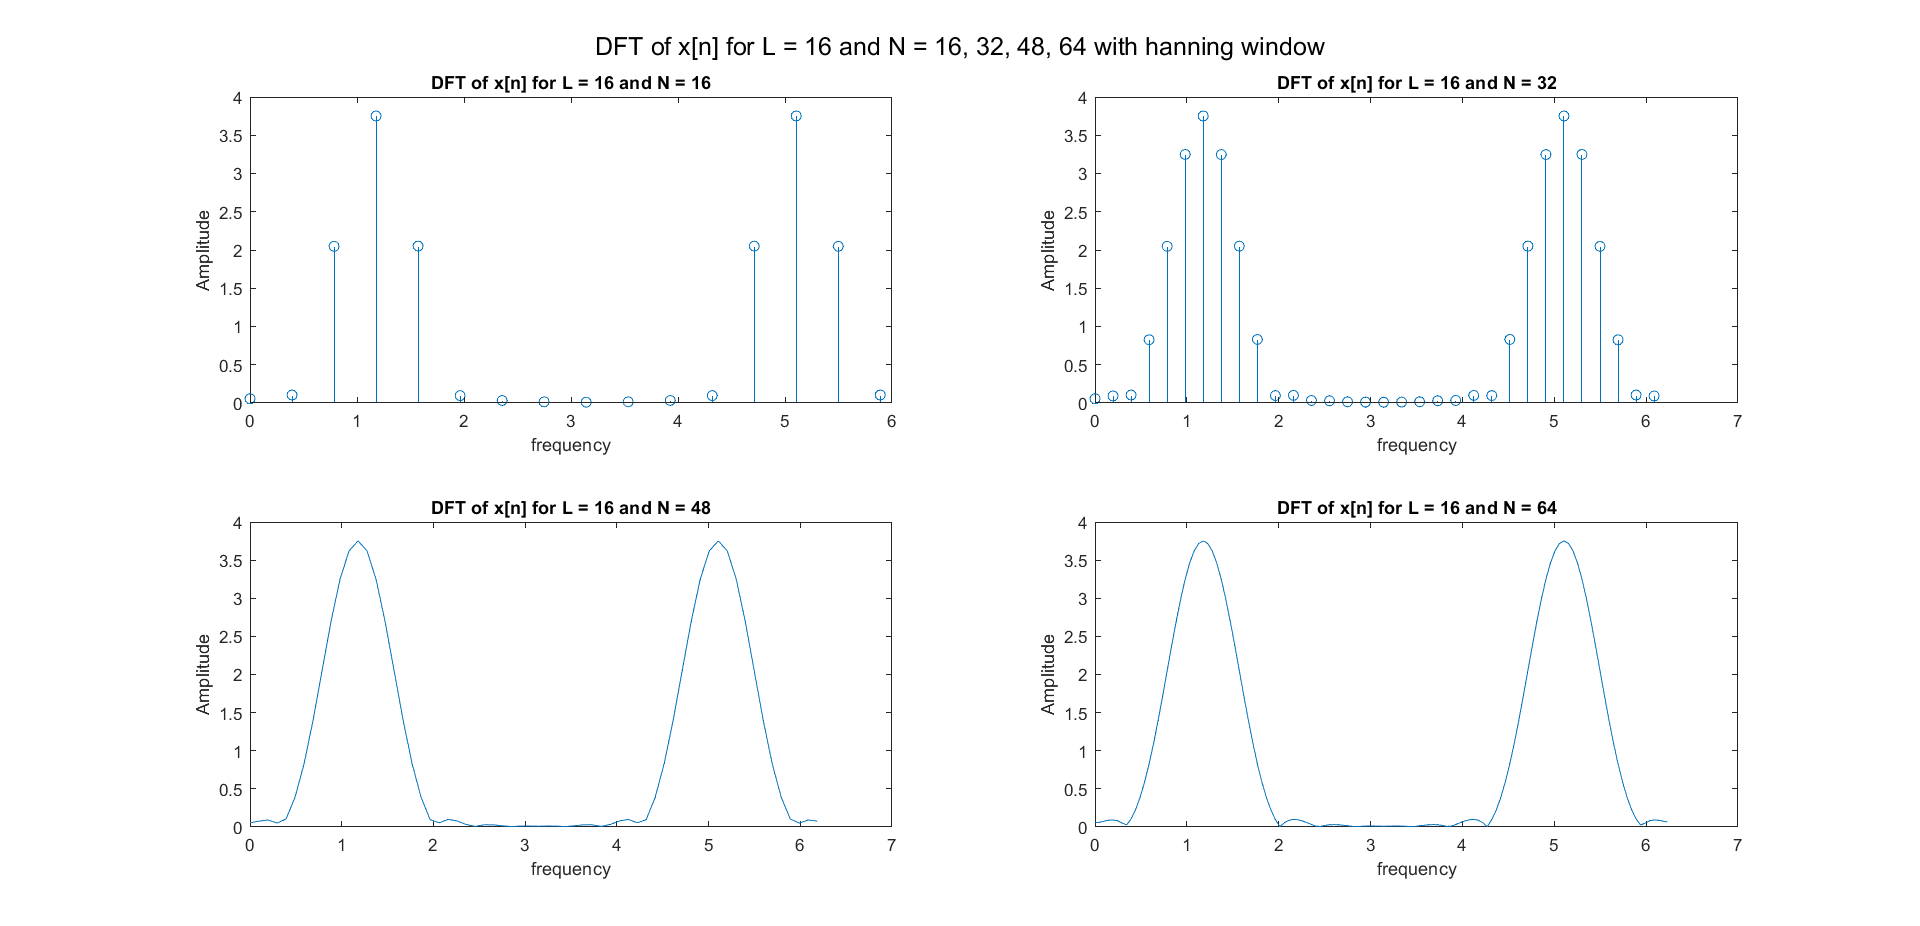 DFT of x[n] for L = 16 and N = 16, 32, 48, 64 with hanning window
DFT of x[n] for L = 16 and N = 16
4
3.5
3
2.5
2
1.5
1
0.5
0
Amplitude
0 1 2 3 4 5 6
frequency
DFT of x[n] for L = 16 and N = 32
4
3.5
3
2.5
2
1.5
1
0.5
0
Amplitude
0 1 2 3 4 5 6 7
frequency
DFT of x[n] for L = 16 and N = 48
4
3.5
3
2.5
2
1.5
1
0.5
0
Amplitude
0 1 2 3 4 5 6 7
frequency
DFT of x[n] for L = 16 and N = 64
4
3.5
3
2.5
2
1.5
1
0.5
0
Amplitude
0 1 2 3 4 5 6 7
frequency